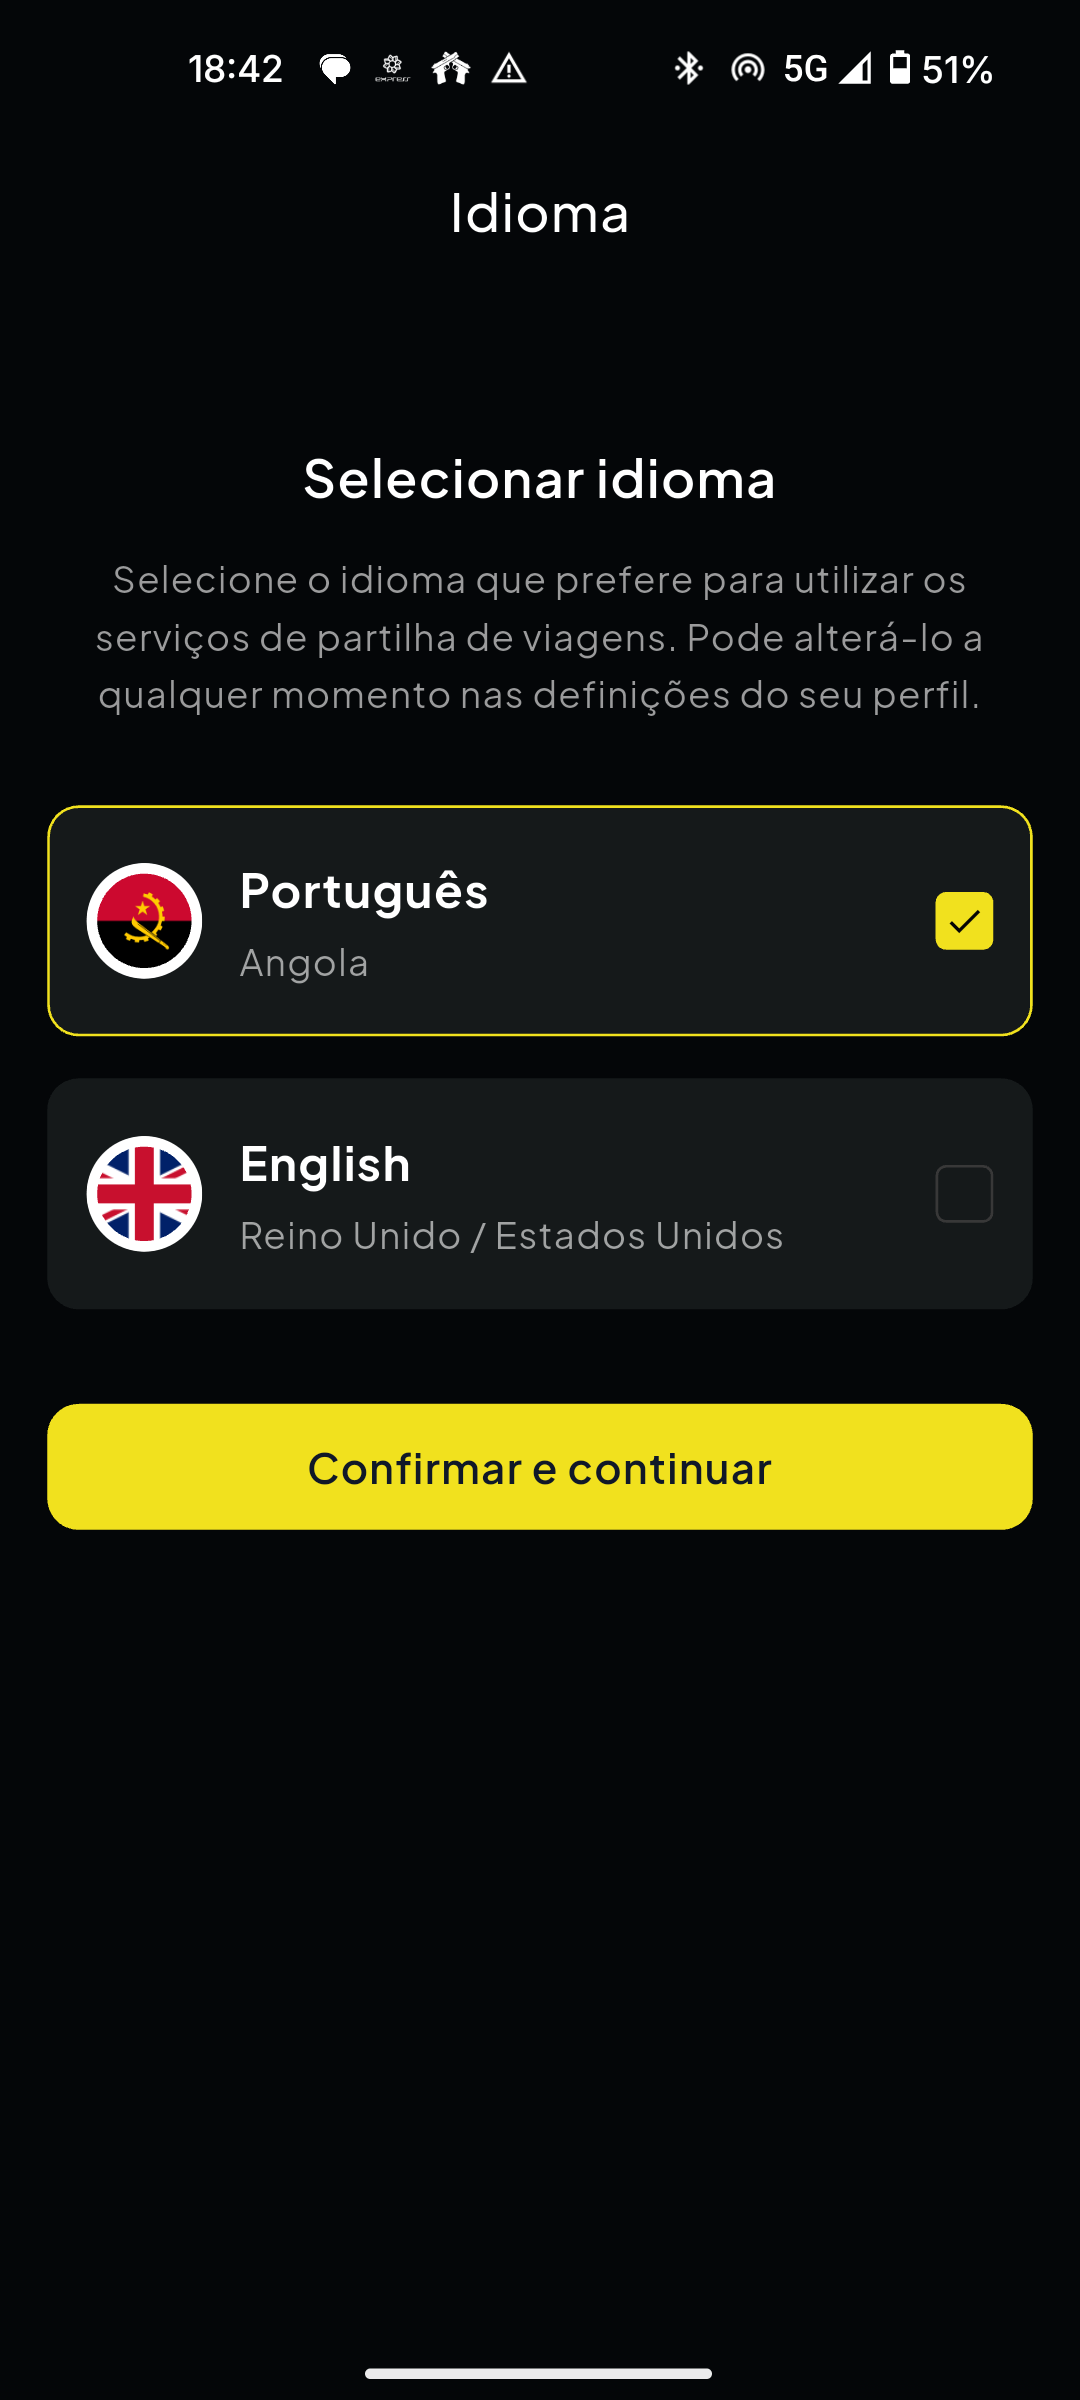 18:42
5G
51%
Idioma
Selecionar idioma
Selecione o idioma que prefere para utilizar os
serviços de partilha de viagens. Pode alterá-lo a
qualquer momento nas definições do seu perfil.
Português
Angola
English
Reino Unido / Estados Unidos
Confirmar e continuar